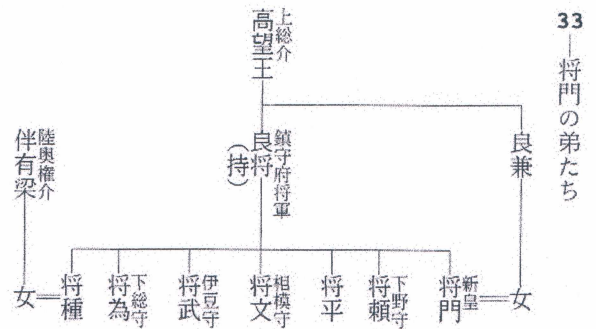 33—将門の弟たち
上総介
高望王
良兼
鎮守府将軍
良将
(持)
陸奥権介
伴有梁
女
新皇
将門
下野守
将頼
将平
相模守
将文
伊豆守
将武
下総守
将為
将種
女